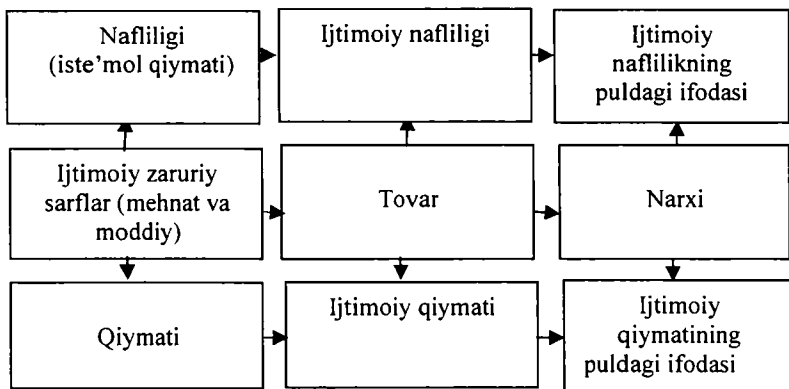 Nafliligi
(iste’mol qiymati)
Ijtimoiy nafliligi
Ijtimoiy
naflilikning
puldagi ifodasi
Ijtimoiy zaruriy
sarflar (mehnat va
moddiy)
Tovar
Narxi
Qiymati
Ijtimoiy qiymati
Ijtimoiy
qiymatining
puldagi ifodasi